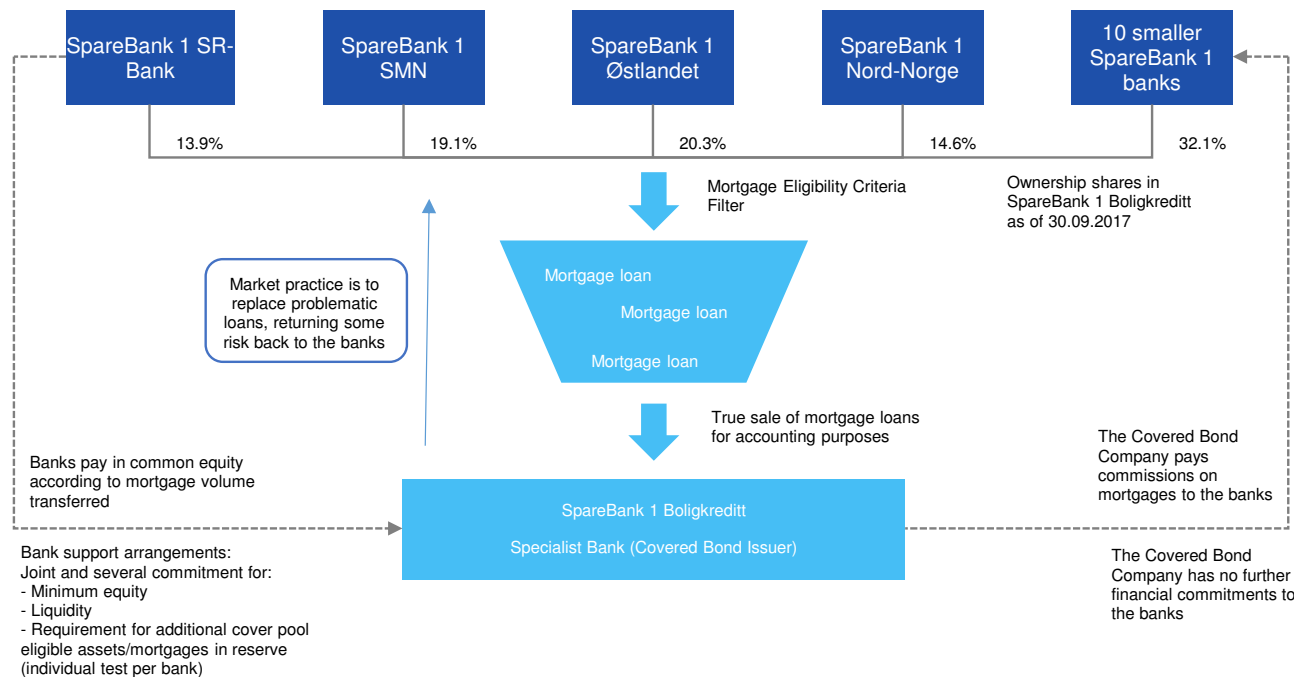 SpareBank 1 SR-
Bank
SpareBank 1
SMN
SpareBank 1
Østlandet
SpareBank 1
Nord-Norge
10 smaller
SpareBank 1
banks
13.9%
19.1%
20.3%
14.6%
32.1%
Mortgage Eligibility Criteria
Filter
Ownership shares in
SpareBank 1 Boligkreditt
as of 30.09.2017
Market practice is to
replace problematic
loans, returning some
risk back to the banks
Mortgage loan
Mortgage loan
Mortgage loan
True sale of mortgage loans
for accounting purposes
Banks pay in common equity
according to mortgage volume
transferred
The Covered Bond
Company pays
commissions on
mortgages to the banks
SpareBank 1 Boligkreditt
Specialist Bank (Covered Bond Issuer)
Bank support arrangements:
Joint and several commitment for:
- Minimum equity
- Liquidity
- Requirement for additional cover pool
eligible assets/mortgages in reserve
(individual test per bank)
The Covered Bond
Company has no further
financial commitments to
the banks